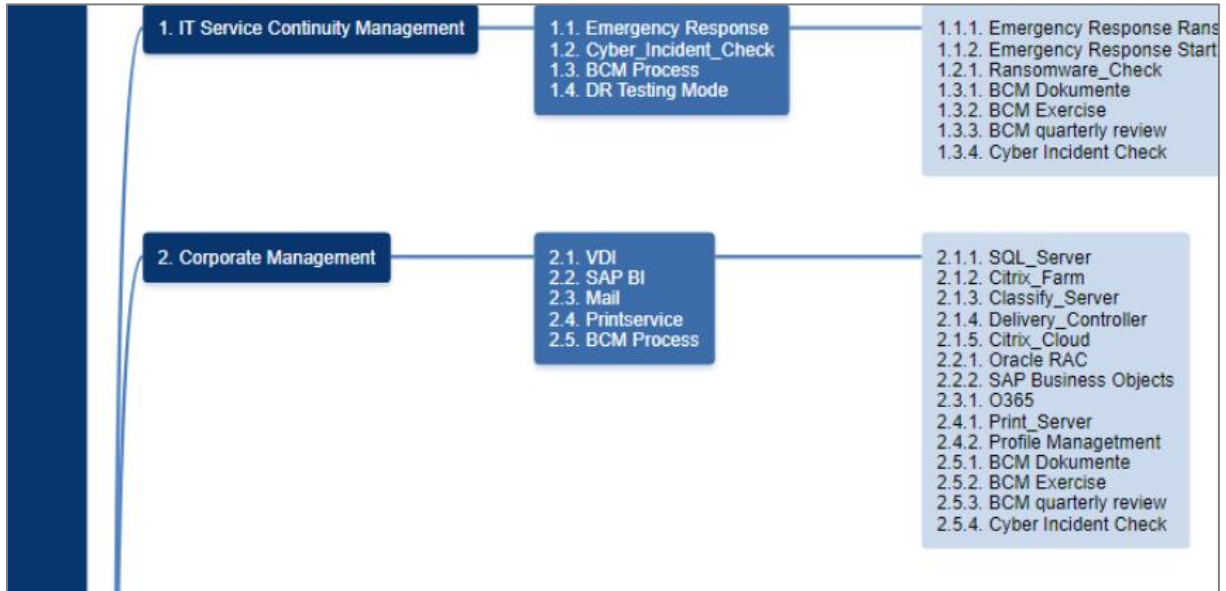 1. IT Service Continuity Management
1.1. Emergency Response
1.2. Cyber_Incident_Check
1.3. BCM Process
1.4. DR Testing Mode
1.1.1. Emergency Response
1.1.2. Emergency Response Start
1.2.1. Ransomware_Check
1.3.1. BCM Dokumente
1.3.2. BCM Exercise
1.3.3. BCM quarterly review
1.3.4. Cyber Incident Check
2. Corporate Management
2.1. VDI
2.2. SAP BI
2.3. Mail
2.4. Printservice
2.5. BCM Process
2.1.1. SQL_Server
2.1.2. Citrix_Farm
2.1.3. Classify_Server
2.1.4. Delivery_Controller
2.1.5. Citrix_Cloud
2.2.1. Oracle RAC
2.2.2. SAP Business Objects
2.3.1. O365
2.4.1. Print_Server
2.4.2. Profile Managetment
2.5.1. BCM Dokumente
2.5.2. BCM Exercise
2.5.3. BCM quarterly review
2.5.4. Cyber Incident Check